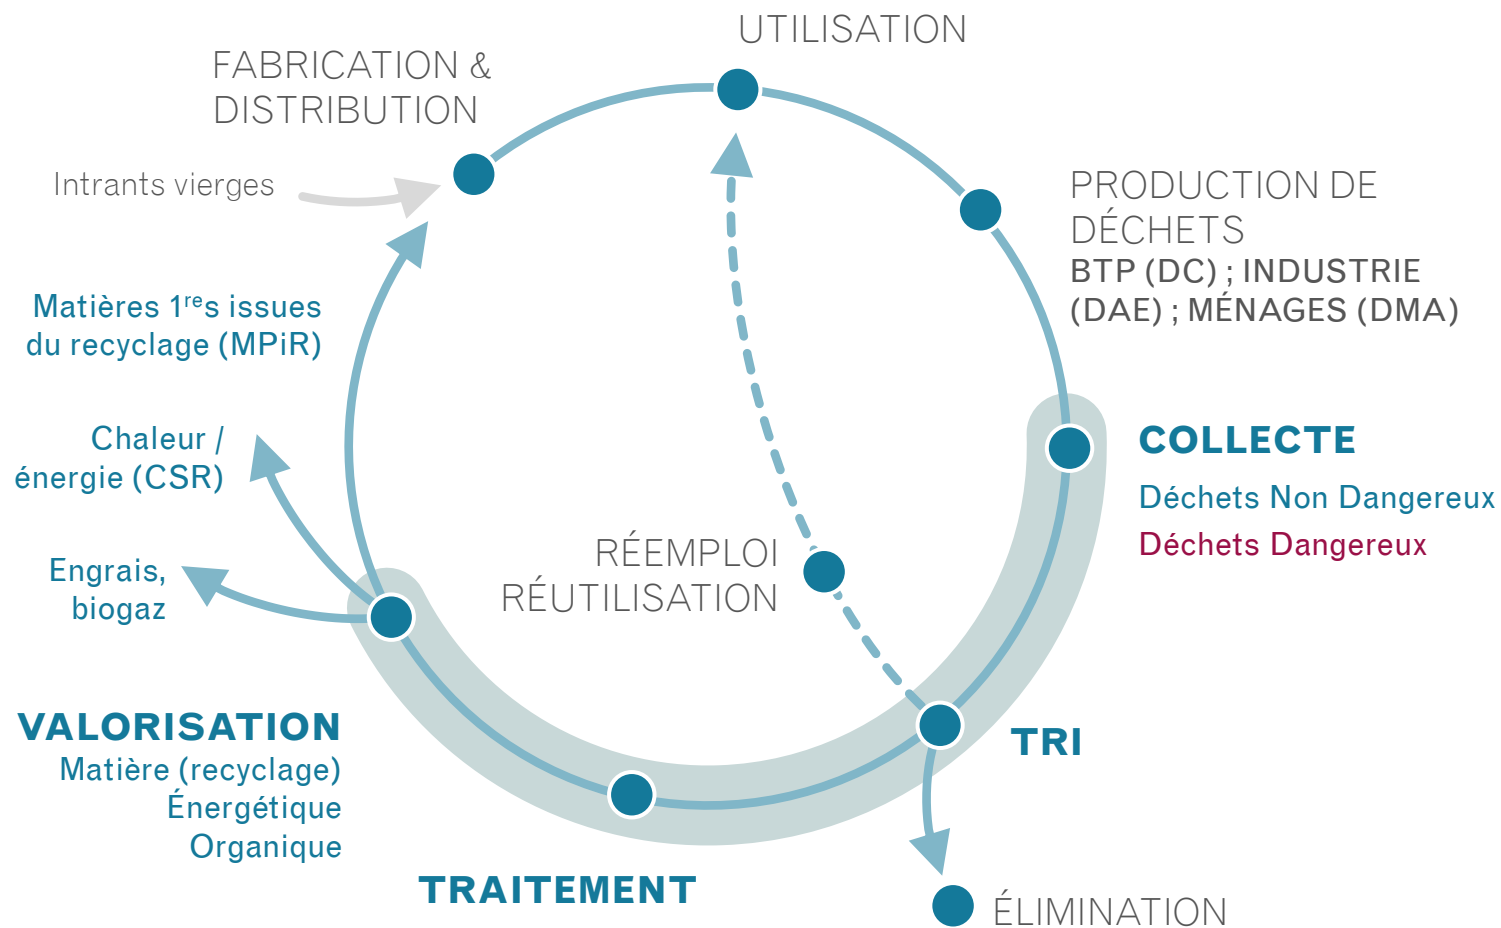 UTILISATION
FABRICATION &
DISTRIBUTION
Intrants vierges
PRODUCTION DE
DÉCHETS
BTP (DC) ; INDUSTRIE
(DAE) ; MÉNAGES (DMA)
Matières 1ʳᵉs issues
du recyclage (MPiR)
Chaleur /
énergie (CSR)
COLLECTE
Déchets Non Dangereux
Déchets Dangereux
Engrais,
biogaz
RÉEMPLOI
RÉUTILISATION
VALORISATION
Matière (recyclage)
Énergétique
Organique
TRI
TRAITEMENT
ÉLIMINATION